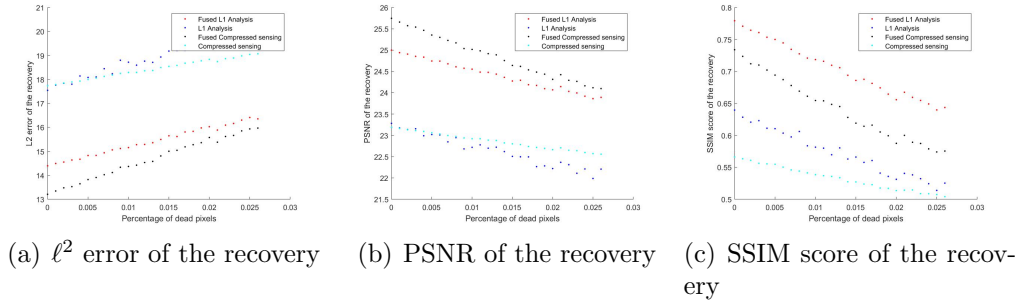 21
20
19
18
17
16
15
14
13
L2 error of the recovery
0
0.005
0.01
0.015
0.02
0.025
0.03
Percentage of dead pixels
Fused L1 Analysis
L1 Analysis
Fused Compressed sensing
Compressed sensing
(a) ℓ² error of the recovery
26
25.5
25
24.5
24
23.5
23
22.5
22
21.5
PSNR of the recovery
0
0.005
0.01
0.015
0.02
0.025
0.03
Percentage of dead pixels
Fused L1 Analysis
L1 Analysis
Fused Compressed sensing
Compressed sensing
(b) PSNR of the recovery
0.8
0.75
0.7
0.65
0.6
0.55
0.5
SSIM score of the recovery
0
0.005
0.01
0.015
0.02
0.025
0.03
Percentage of dead pixels
Fused L1 Analysis
L1 Analysis
Fused Compressed sensing
Compressed sensing
(c) SSIM score of the recov-
ery